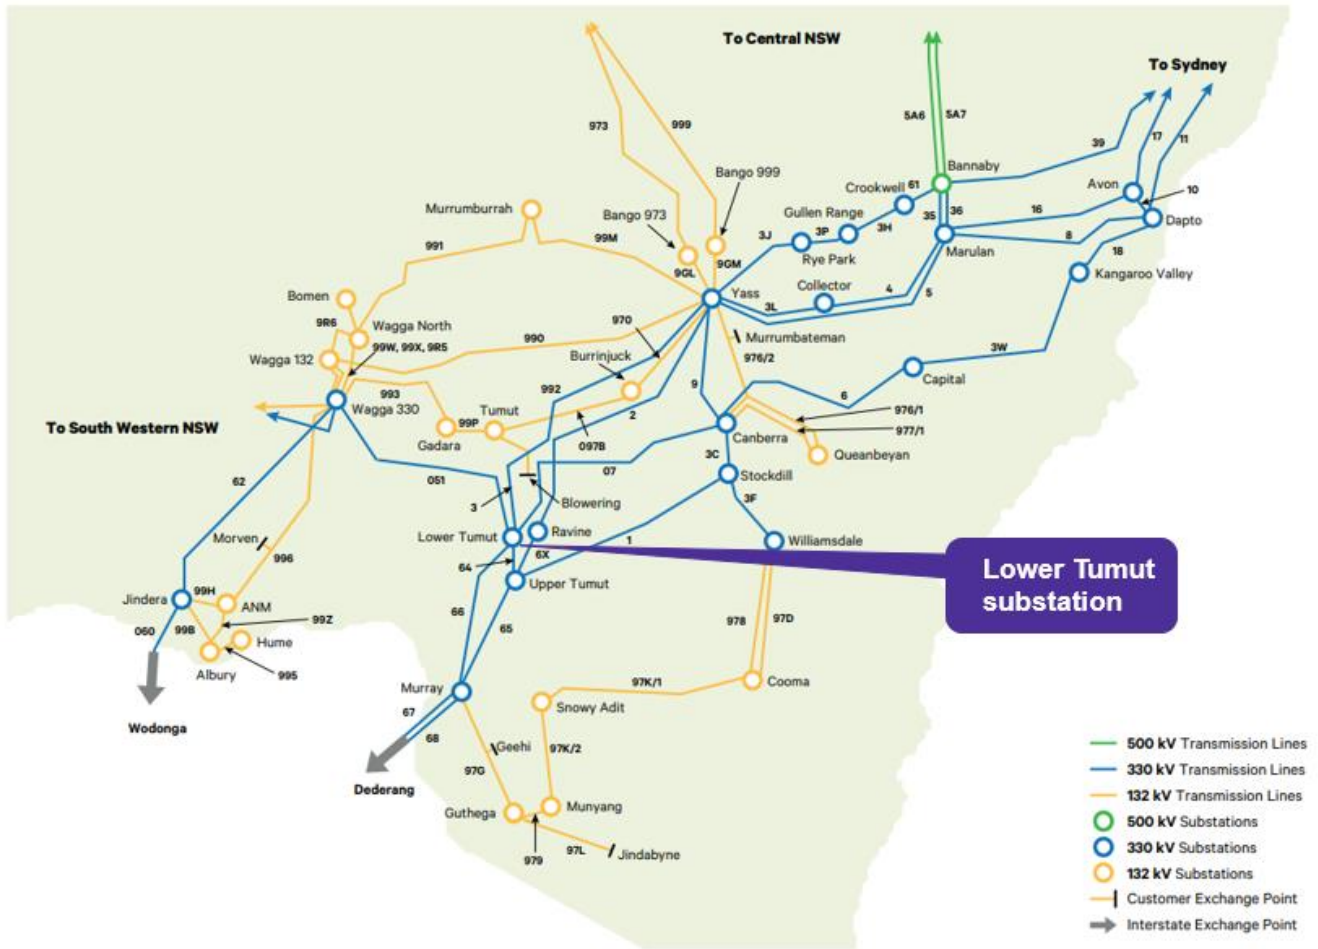 To Central NSW
To Sydney
5A6
5A7
39
17
11
973
999
Bannaby
Bango 999
Crookwell
61
Avon
10
Murrumburrah
Bango 973
Gullen Range
35
36
16
Dapto
991
99M
3J
3P
3H
8
18
Rye Park
Marulan
9GL
9GM
Kangaroo Valley
Bomen
Yass
Collector
4
5
3L
9R6
Wagga North
970
Murrumbateman
99W, 99X, 9R5
990
Wagga 132
Burrinjuck
976/2
3W
Capital
993
992
9
6
Wagga 330
99P
Tumut
2
976/1
To South Western NSW
Gadara
097B
Canberra
977/1
3C
Queanbeyan
07
62
051
Stockdill
3
Blowering
3F
Morven
Lower Tumut
Ravine
1
Williamsdale
996
64
6X
Lower Tumut
substation
Upper Tumut
Jindera
99H
ANM
66
978
97D
060
99B
99Z
65
Hume
Albury
995
Murray
97K/1
Cooma
67
Snowy Adit
Wodonga
68
Geehi
97K/2
97G
Dederang
Guthega
Munyang
979
97L
Jindabyne
500 kV Transmission Lines
330 kV Transmission Lines
132 kV Transmission Lines
500 kV Substations
330 kV Substations
132 kV Substations
Customer Exchange Point
Interstate Exchange Point